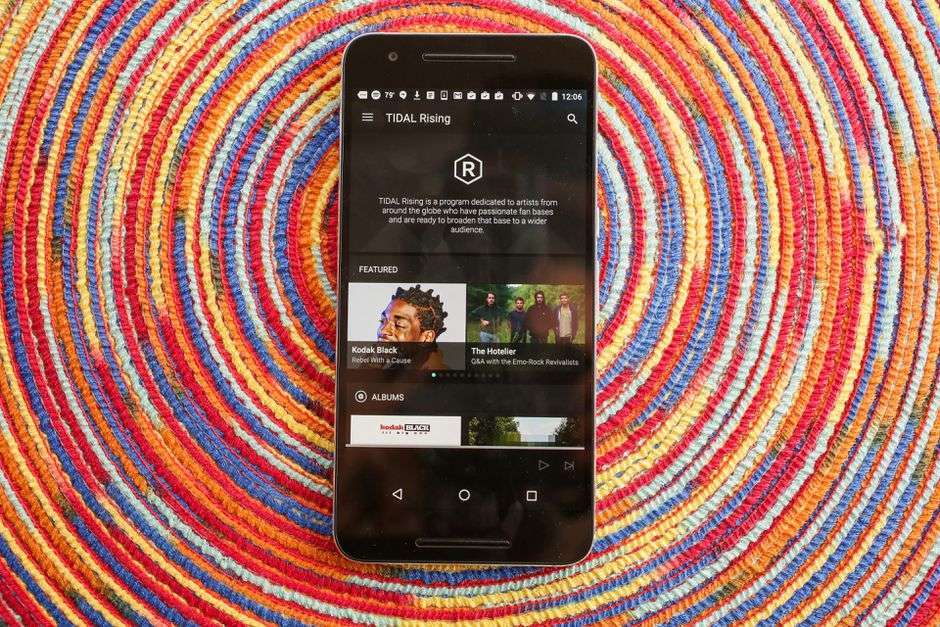 79° 12:06
TIDAL Rising
R
TIDAL Rising is a program dedicated to artists from
around the globe who have passionate fan bases
and are ready to broaden that base to a wider
audience.
FEATURED
Kodak Black
Rebel With a Cause
The Hotelier
Q&A with the Emo-Rock Revivalists
ALBUMS
kodak BLACK